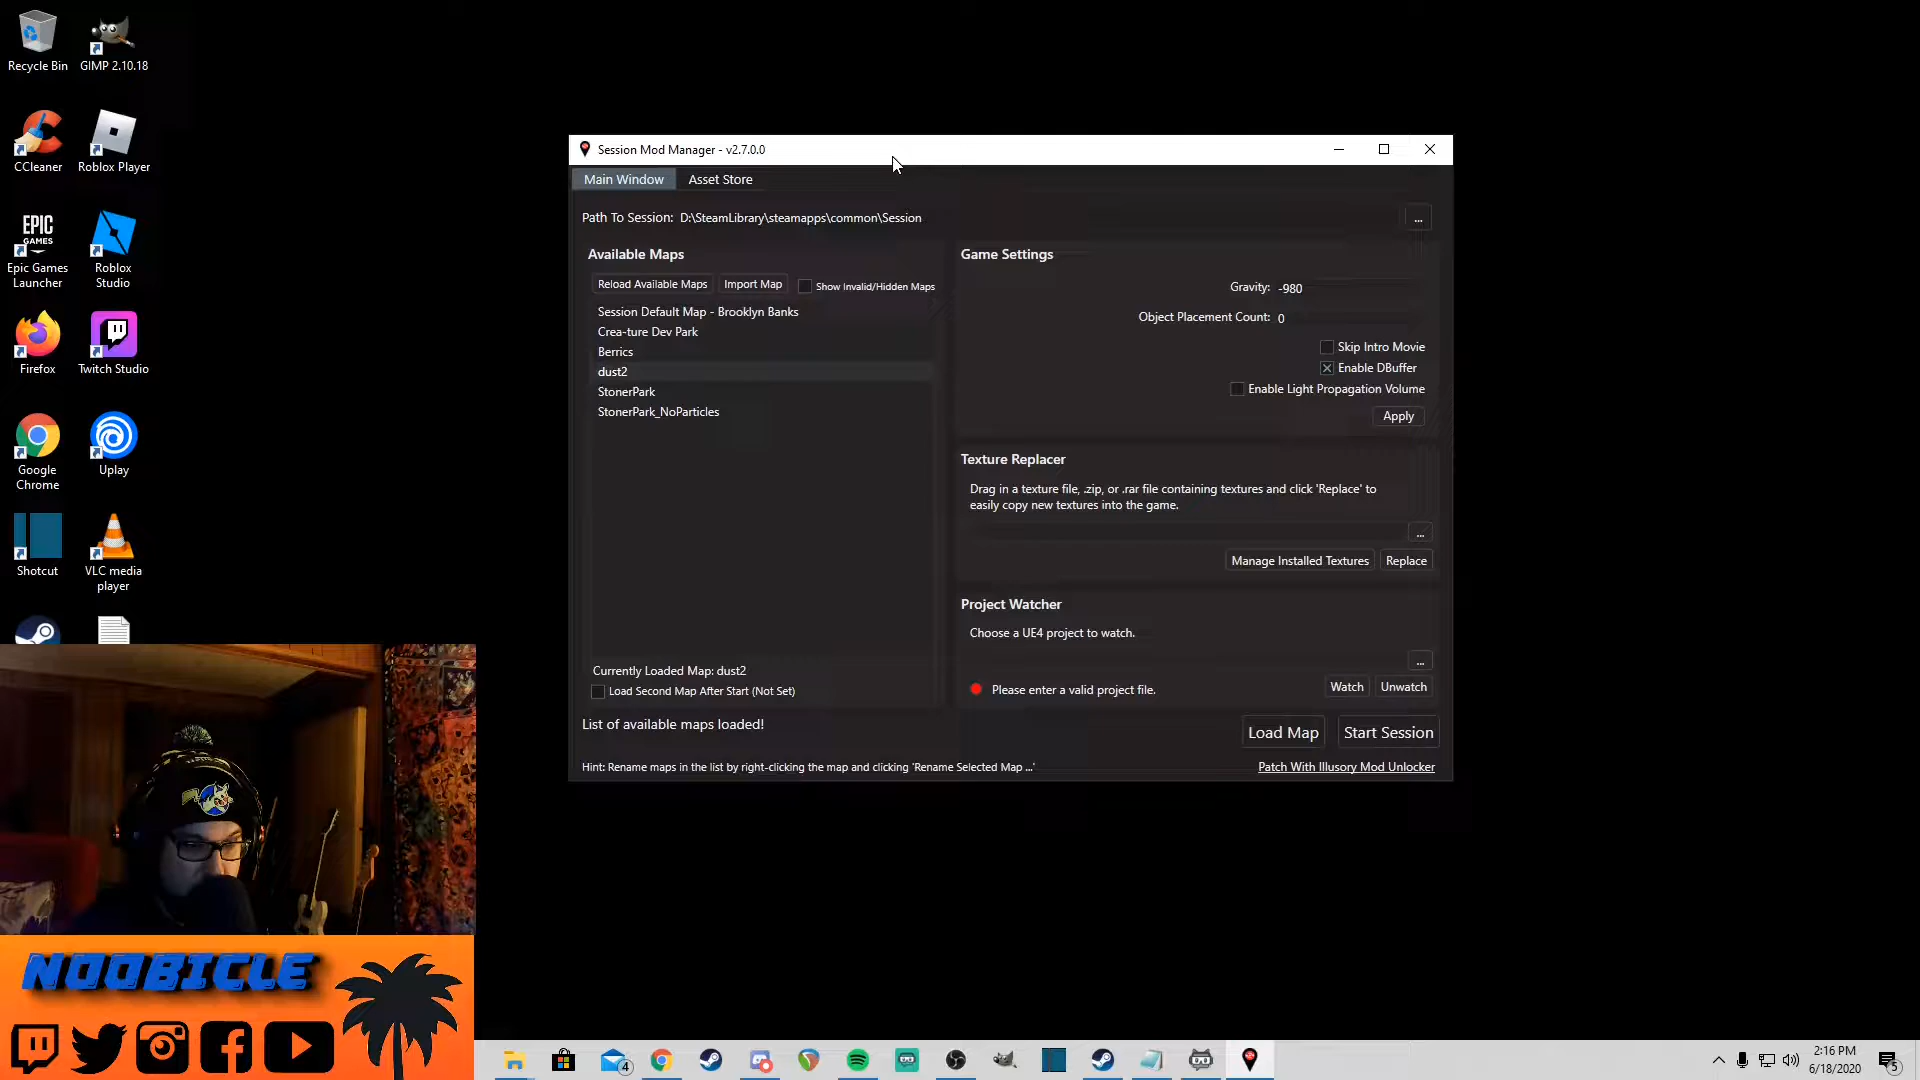 Recycle Bin
GIMP 2.10.18
CCleaner
Roblox Player
EPIC
GAMES
Epic Games
Launcher
Roblox
Studio
Firefox
Twitch Studio
Google
Chrome
Uplay
Shotcut
VLC media
player
Session Mod Manager - v2.7.0.0
Main Window
Asset Store
Path To Session: D:\SteamLibrary\steamapps\common\Session
...
Available Maps
Reload Available Maps
Import Map
Show Invalid/Hidden Maps
Session Default Map - Brooklyn Banks
Crea-ture Dev Park
Berrics
dust2
StonerPark
StonerPark_NoParticles
Currently Loaded Map: dust2
Load Second Map After Start (Not Set)
List of available maps loaded!
Hint: Rename maps in the list by right-clicking the map and clicking 'Rename Selected Map ...'
Game Settings
Gravity: -980
Object Placement Count: 0
Skip Intro Movie
Enable DBuffer
Enable Light Propagation Volume
Apply
Texture Replacer
Drag in a texture file, .zip, or .rar file containing textures and click 'Replace' to
easily copy new textures into the game.
...
Manage Installed Textures
Replace
Project Watcher
Choose a UE4 project to watch.
...
Please enter a valid project file.
Watch
Unwatch
Load Map
Start Session
Patch With Illusory Mod Unlocker
NOOBICLE
4
2:16 PM
6/18/2020
5